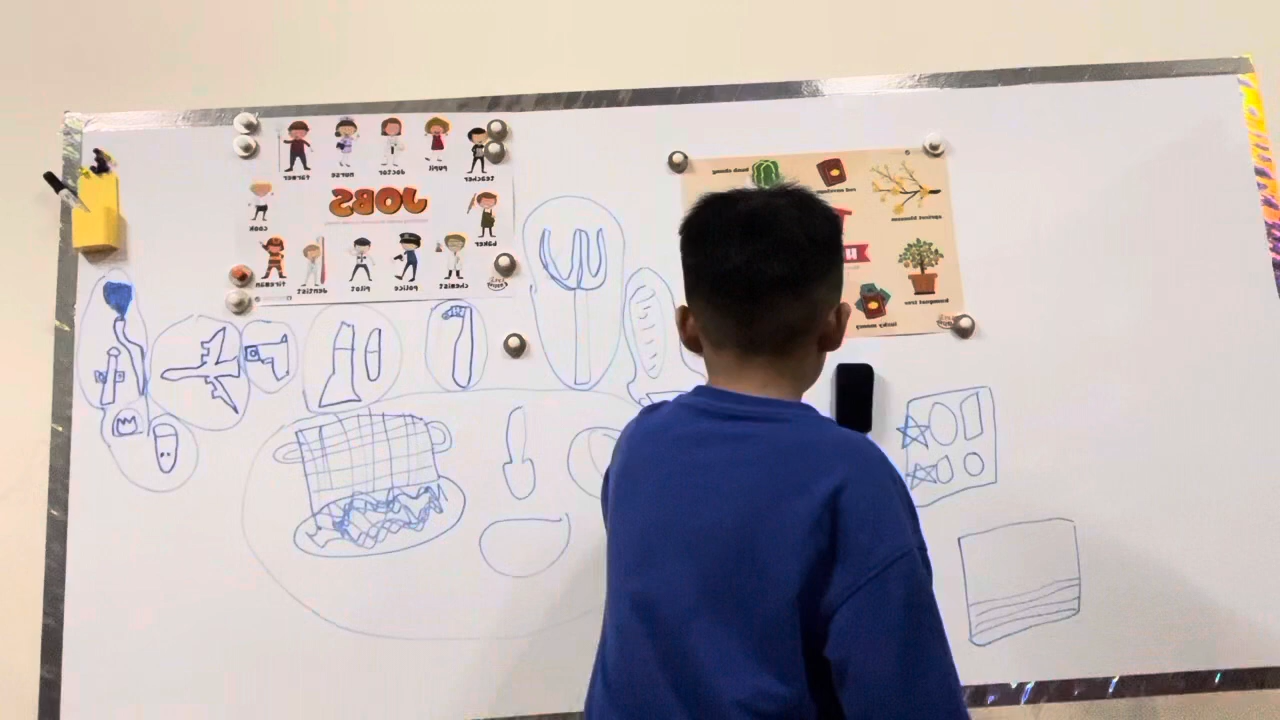 farmer nurse doctor pupil teacher
JOBS
cook
baker
fireman dentist pilot police chemist
red envelope
apricot blossom
kumquat tree
lucky money